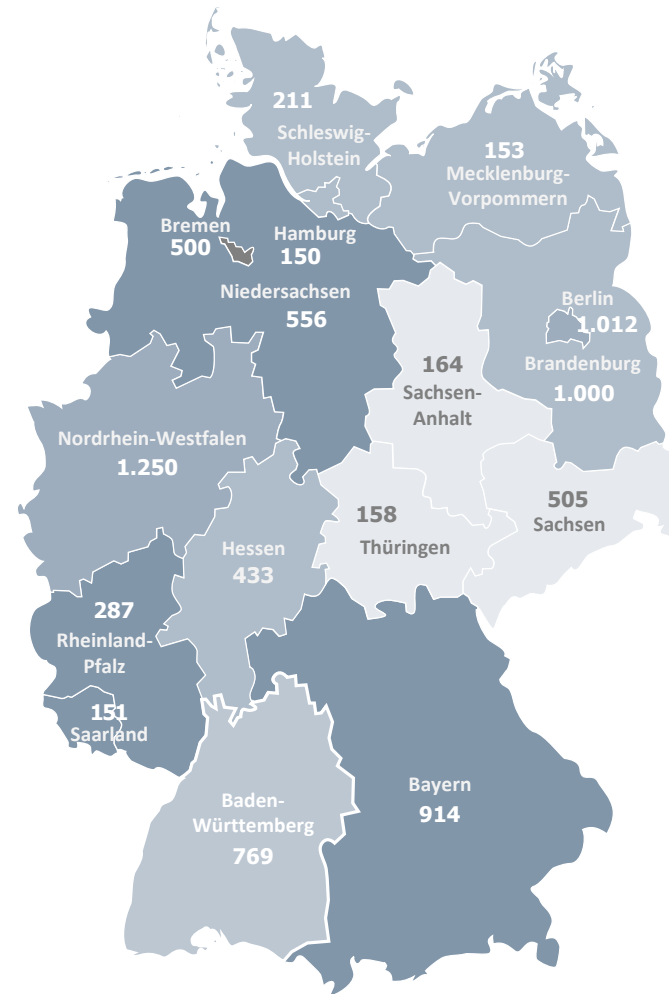 211
Schleswig-
Holstein
153
Mecklenburg-
Vorpommern
Bremen
500
Hamburg
150
Niedersachsen
556
Berlin
1.012
Brandenburg
1.000
164
Sachsen-
Anhalt
Nordrhein-Westfalen
1.250
505
Sachsen
158
Thüringen
Hessen
433
287
Rheinland-
Pfalz
151
Saarland
Bayern
914
Baden-
Württemberg
769